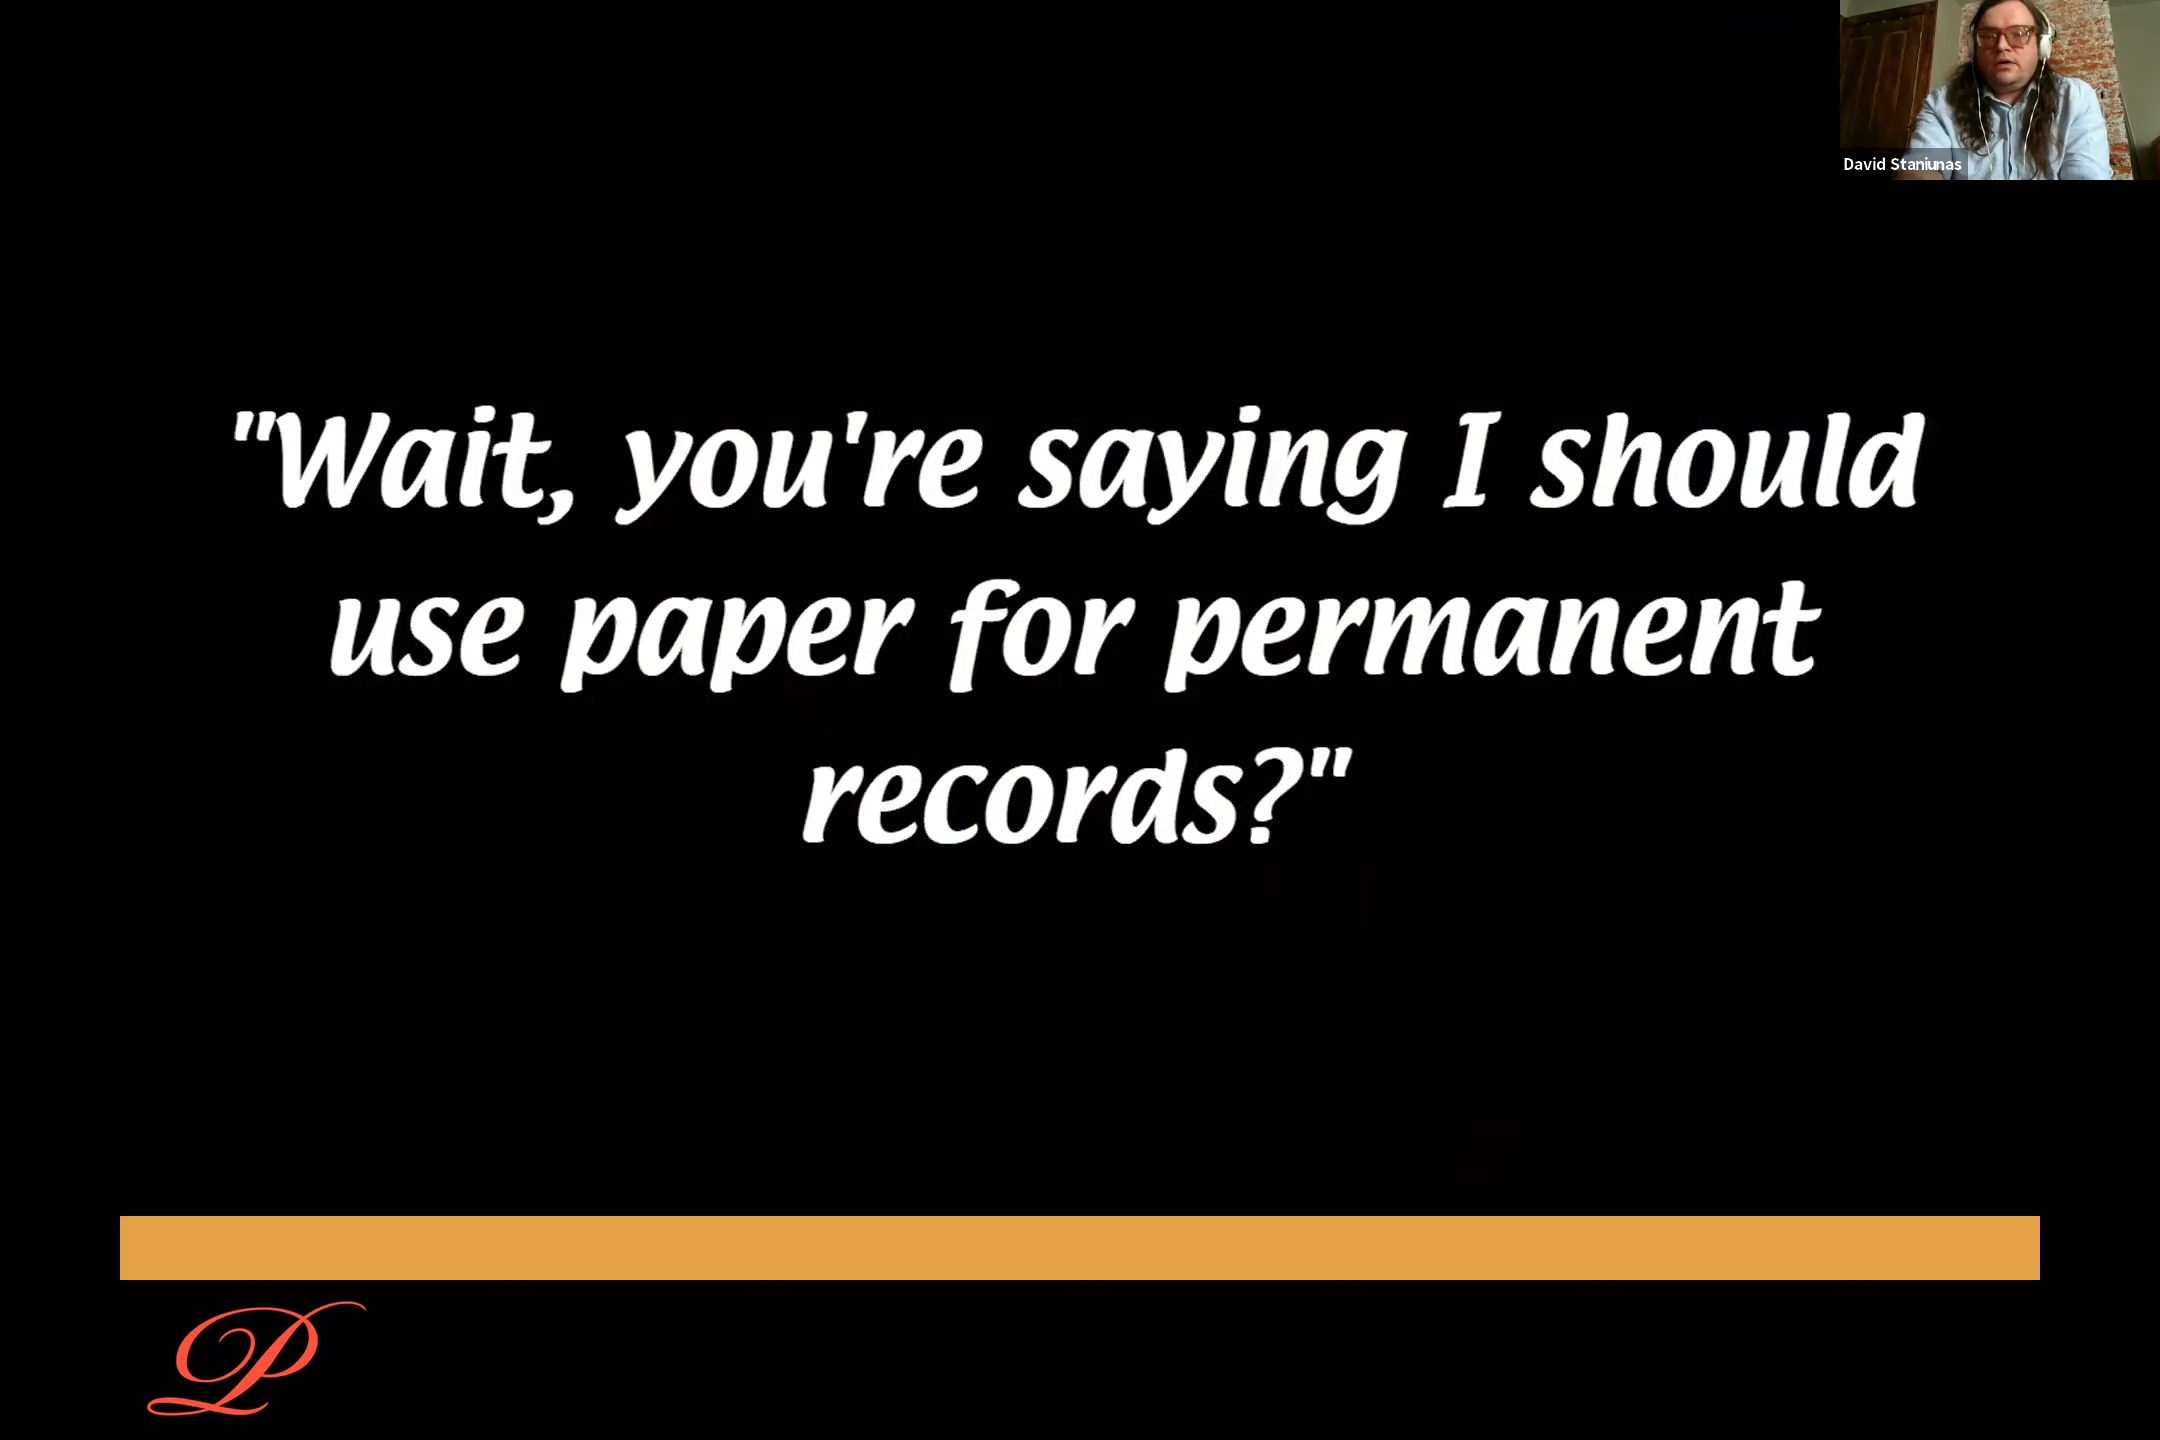 David Staniunas
"Wait, you're saying I should
use paper for permanent
records?"
P